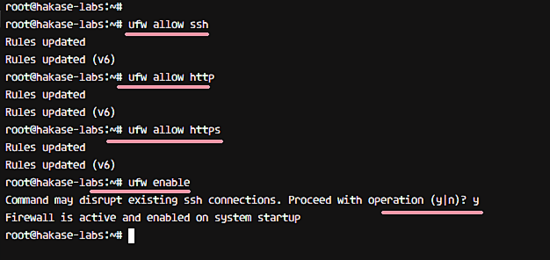 root@hakase-labs:~#
root@hakase-labs:~# ufw allow ssh
Rules updated
Rules updated (v6)
root@hakase-labs:~# ufw allow http
Rules updated
Rules updated (v6)
root@hakase-labs:~# ufw allow https
Rules updated
Rules updated (v6)
root@hakase-labs:~# ufw enable
Command may disrupt existing ssh connections. Proceed with operation (y|n)? y
Firewall is active and enabled on system startup
root@hakase-labs:~#